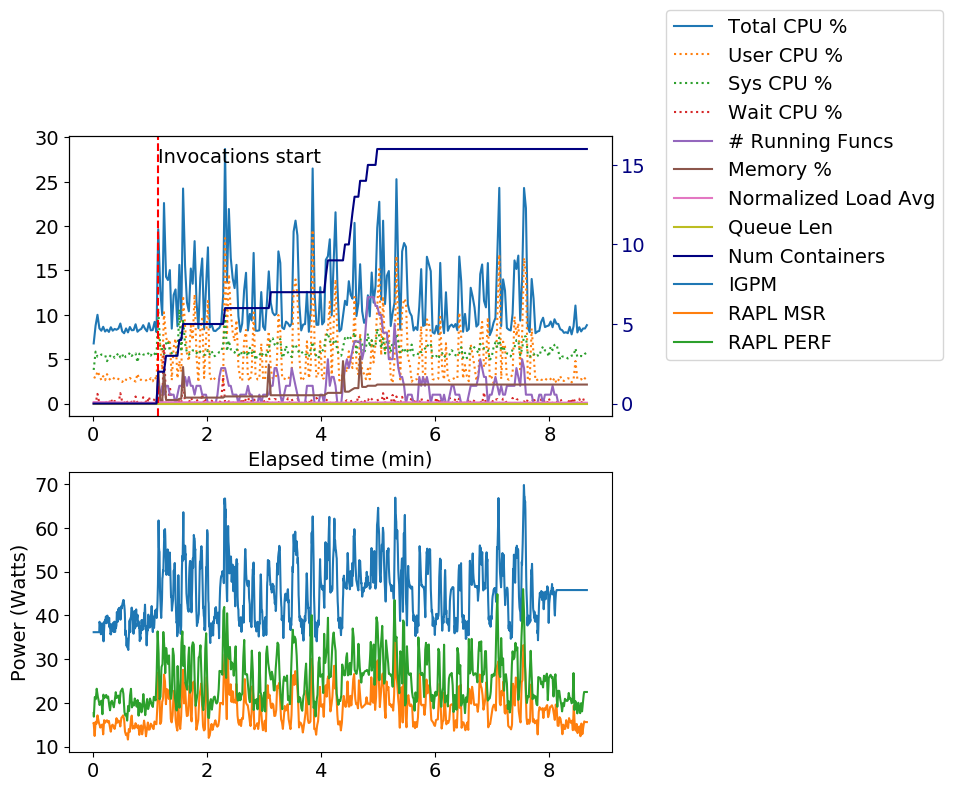 Total CPU %
User CPU %
Sys CPU %
Wait CPU %
# Running Funcs
Memory %
Normalized Load Avg
Queue Len
Num Containers
IGPM
RAPL MSR
RAPL PERF
30
25
20
15
10
5
0
Invocations start
15
10
5
0
0 2 4 6 8
Elapsed time (min)
70
60
50
40
30
20
10
Power (Watts)
0 2 4 6 8